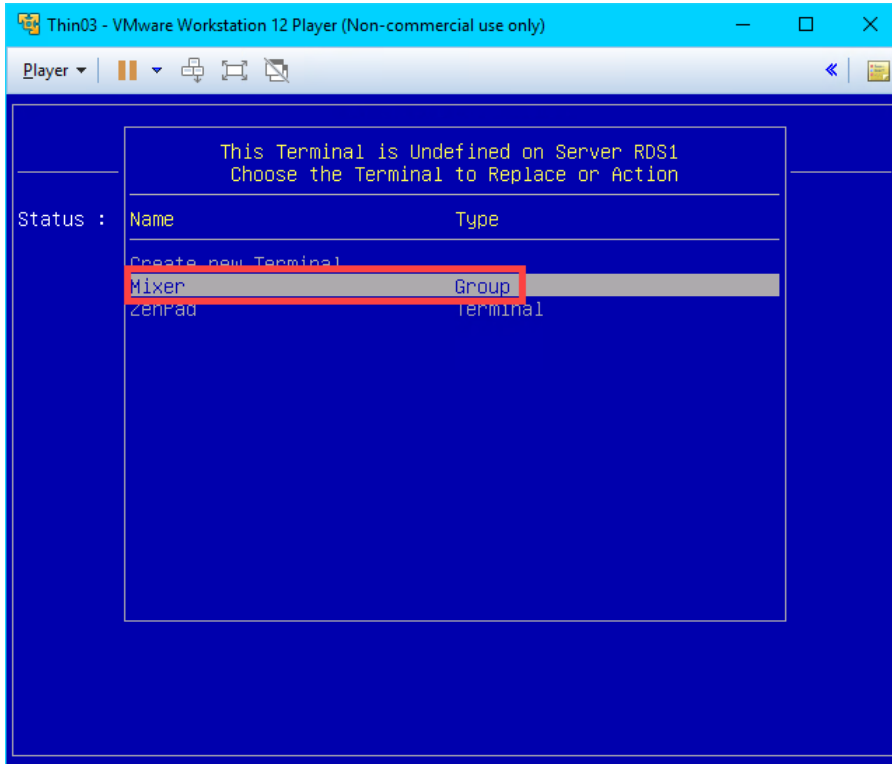 Thin03 - VMware Workstation 12 Player (Non-commercial use only)
Player
This Terminal is Undefined on Server RDS1
Choose the Terminal to Replace or Action
Status : Name Type
Create new Terminal
Mixer Group
ZenPad Terminal